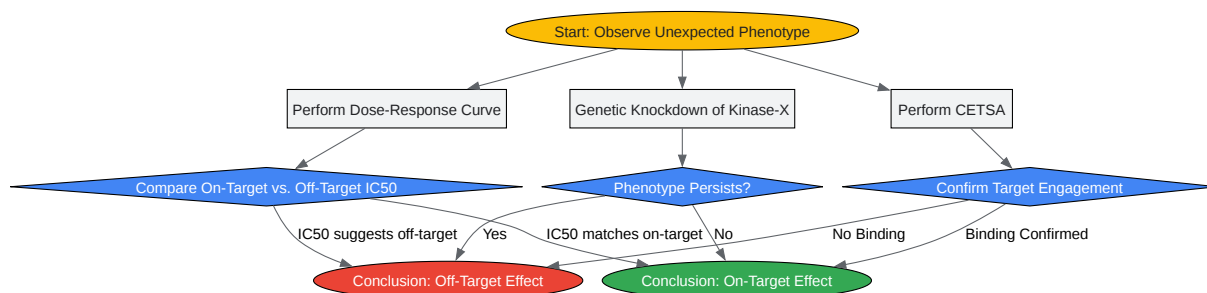 Start: Observe Unexpected Phenotype
Perform Dose-Response Curve
Genetic Knockdown of Kinase-X
Perform CETSA
Compare On-Target vs. Off-Target IC50
Phenotype Persists?
Confirm Target Engagement
IC50 suggests off-target
Yes
IC50 matches on-target
No
No Binding
Binding Confirmed
Conclusion: Off-Target Effect
Conclusion: On-Target Effect